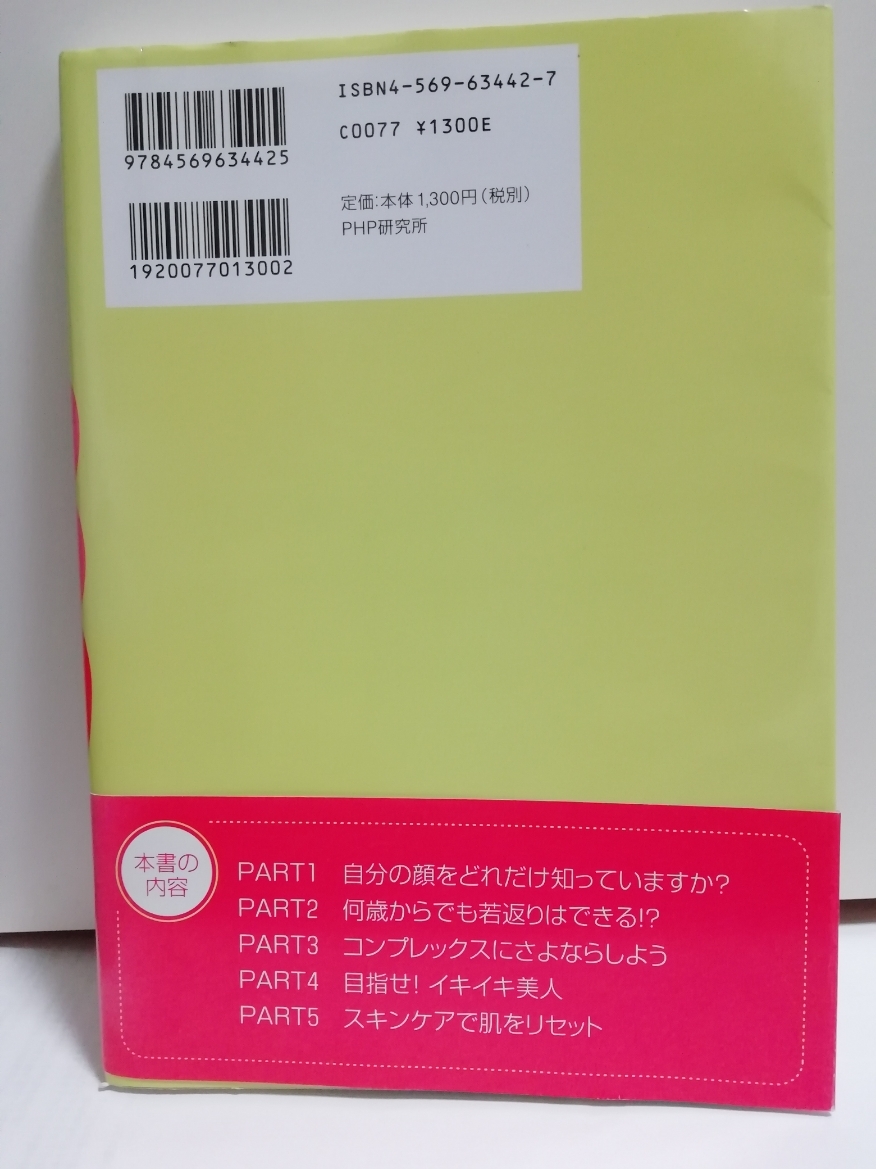 ISBN4-569-63442-7
C0077 ¥1300E
9784569634425
定価:本体1,300円(税別)
PHP研究所
1920077013002
本書の
内容
PART1 自分の顔をどれだけ知っていますか?
PART2 何歳からでも若返りはできる!?
PART3 コンプレックスにさよならしよう
PART4 目指せ! イキイキ美人
PART5 スキンケアで肌をリセット